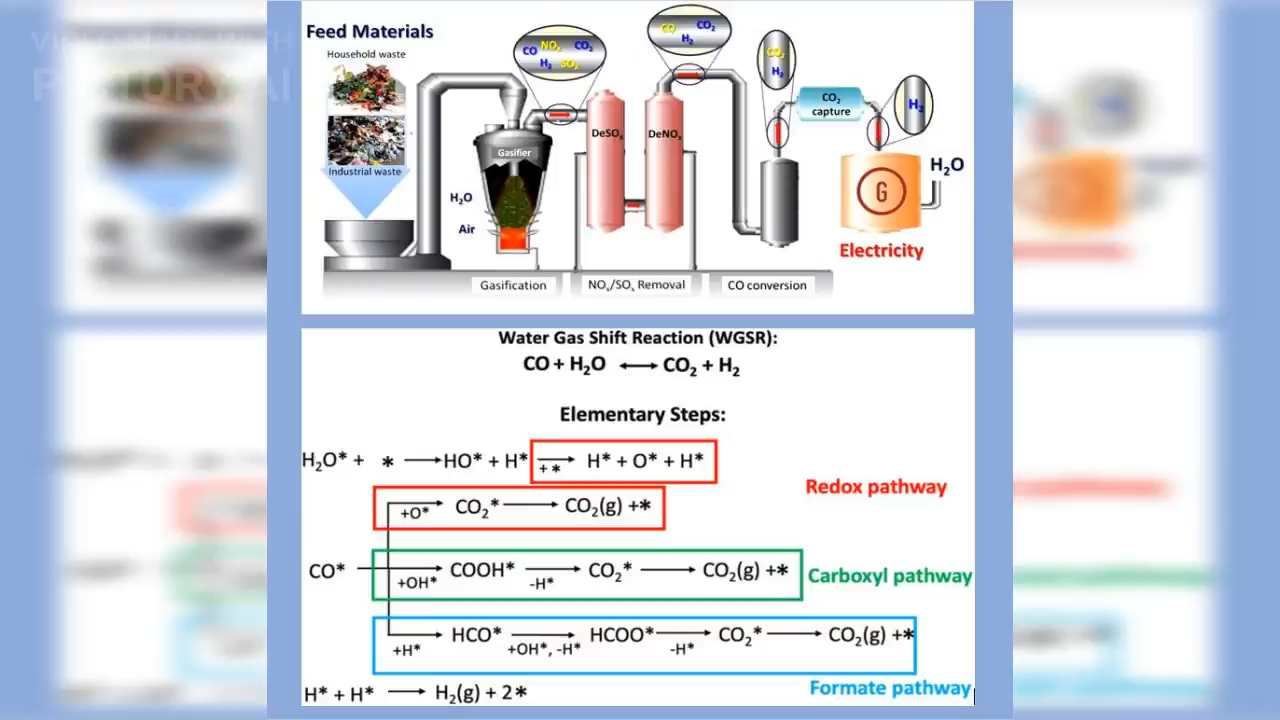 Feed Materials
Household waste
Industrial waste
CO NOx CO₂
H₂ SOx
CO CO₂
H₂
CO₂
H₂
CO₂
capture
H₂
Gasifier
DeSOₓ
DeNOₓ
H₂O
Air
G
H₂O
Electricity
Gasification
NOₓ/SOₓ Removal
CO conversion
Water Gas Shift Reaction (WGSR):
CO + H₂O ⟷ CO₂ + H₂
Elementary Steps:
H₂O* + * ⟶ HO* + H* ⟶ H* + O* + H*
+ *
Redox pathway
CO₂* ⟶ CO₂(g) +*
+O*
CO* ⟶ COOH* ⟶ CO₂* ⟶ CO₂(g) +*
+OH* -H*
Carboxyl pathway
HCO* ⟶ HCOO* ⟶ CO₂* ⟶ CO₂(g) +*
+H* +OH*, -H* -H*
Formate pathway
H* + H* ⟶ H₂(g) + 2*